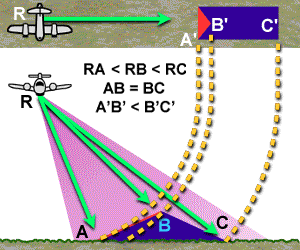 R
B' C'
A'
RA < RB < RC
AB = BC
A'B' < B'C'
R
A B C